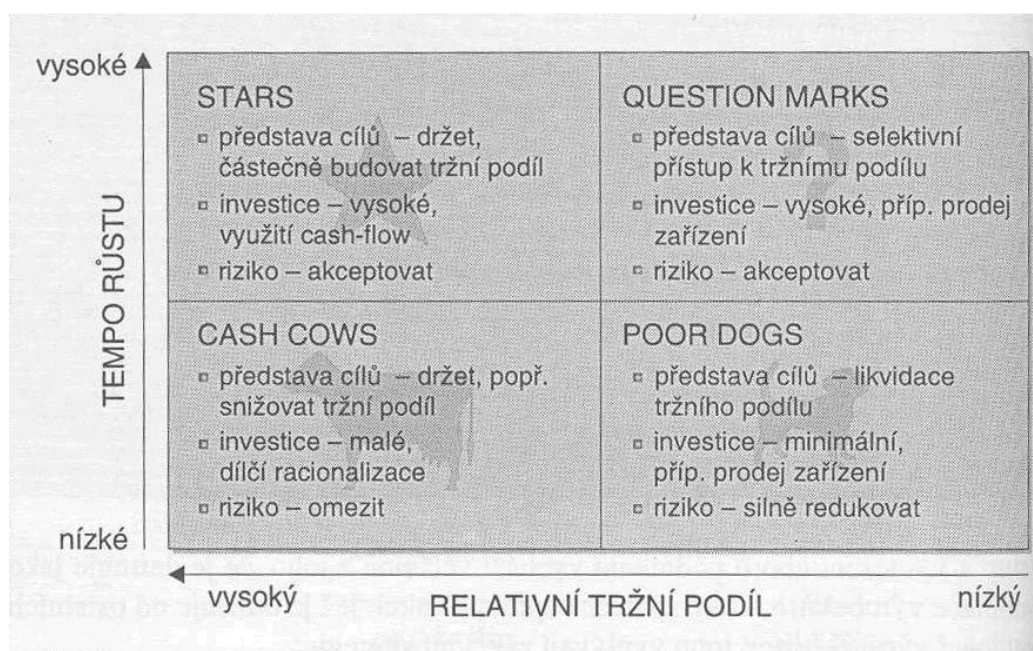 vysoké
STARS
▫ představa cílů – držet,
částečně budovat tržní podíl
▫ investice – vysoké,
využití cash-flow
▫ riziko – akceptovat
QUESTION MARKS
▫ představa cílů – selektivní
přístup k tržnímu podílu
▫ investice – vysoké, příp. prodej
zařízení
▫ riziko – akceptovat
TEMPO RŮSTU
CASH COWS
▫ představa cílů – držet, popř.
snižovat tržní podíl
▫ investice – malé,
dílčí racionalizace
▫ riziko – omezit
POOR DOGS
▫ představa cílů – likvidace
tržního podílu
▫ investice – minimální,
příp. prodej zařízení
▫ riziko – silně redukovat
nízké
vysoký
RELATIVNÍ TRŽNÍ PODÍL
nízký